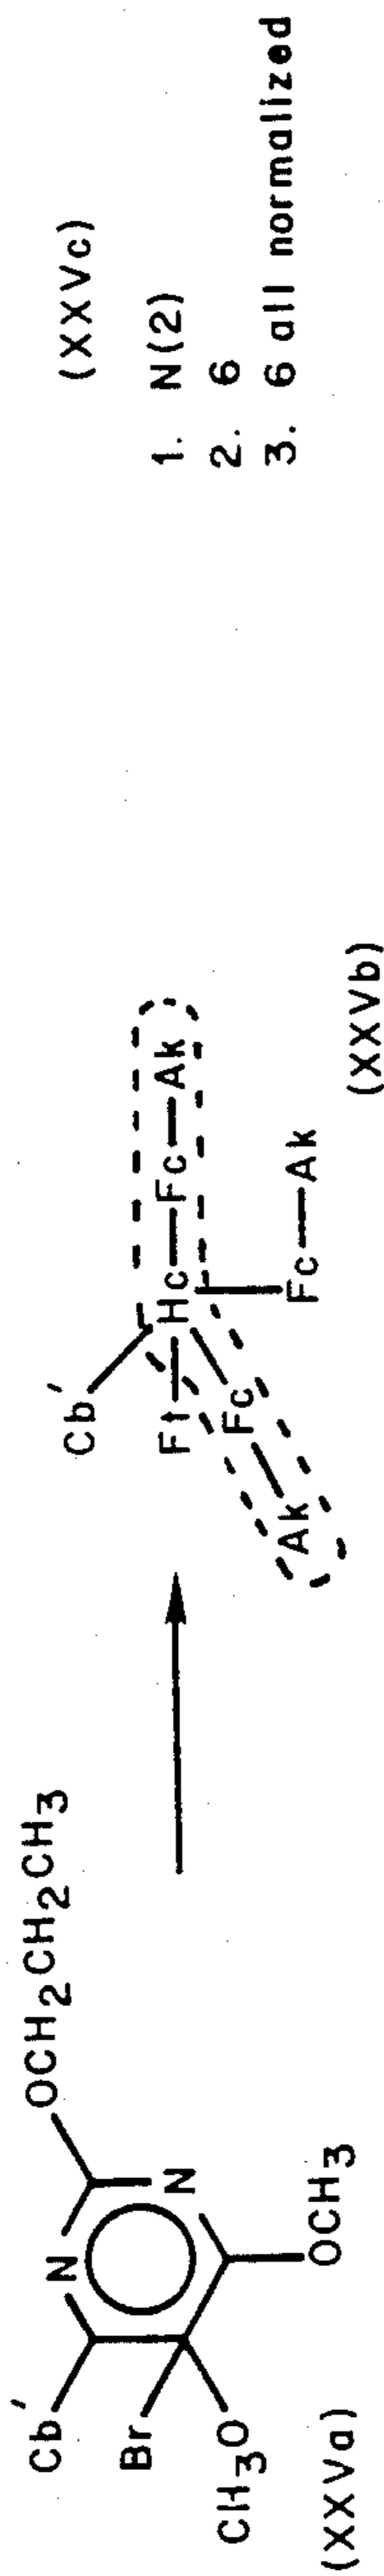 Cb'
Br
CH3O
N
N
OCH2CH2CH3
OCH3
(XXVa)
Cb'
Ft—Hc—Fc—Ak
Ak—Fc
Fc—Ak
(XXVb)
(XXVc)
1. N(2)
2. 6
3. 6 all normalized